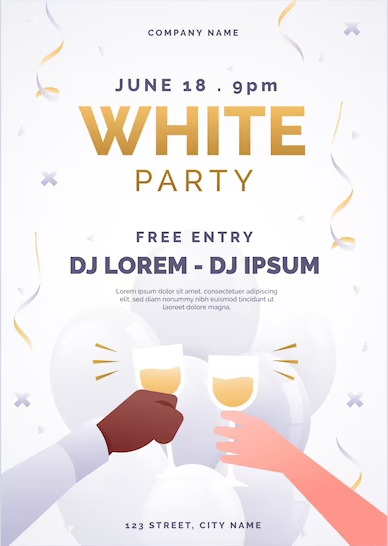 COMPANY NAME
JUNE 18 . 9pm
WHITE
PARTY
FREE ENTRY
DJ LOREM - DJ IPSUM
Lorem ipsum dolor sit amet, consectetuer adipiscing
elit, sed diam nonummy nibh euismod tincidunt ut
laoreet dolore magna.
123 STREET, CITY NAME